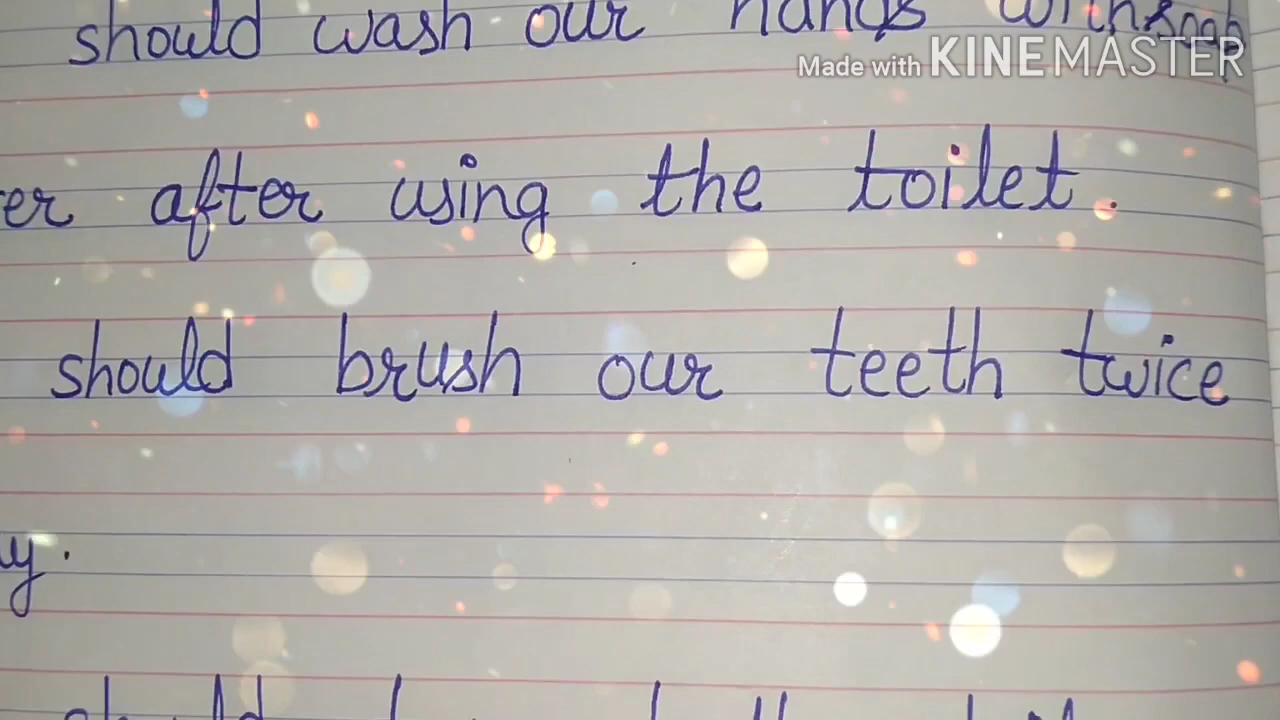 should wash our hands with soap
Made with KINEMASTER
er after using the toilet.
should brush our teeth twice
y.
should